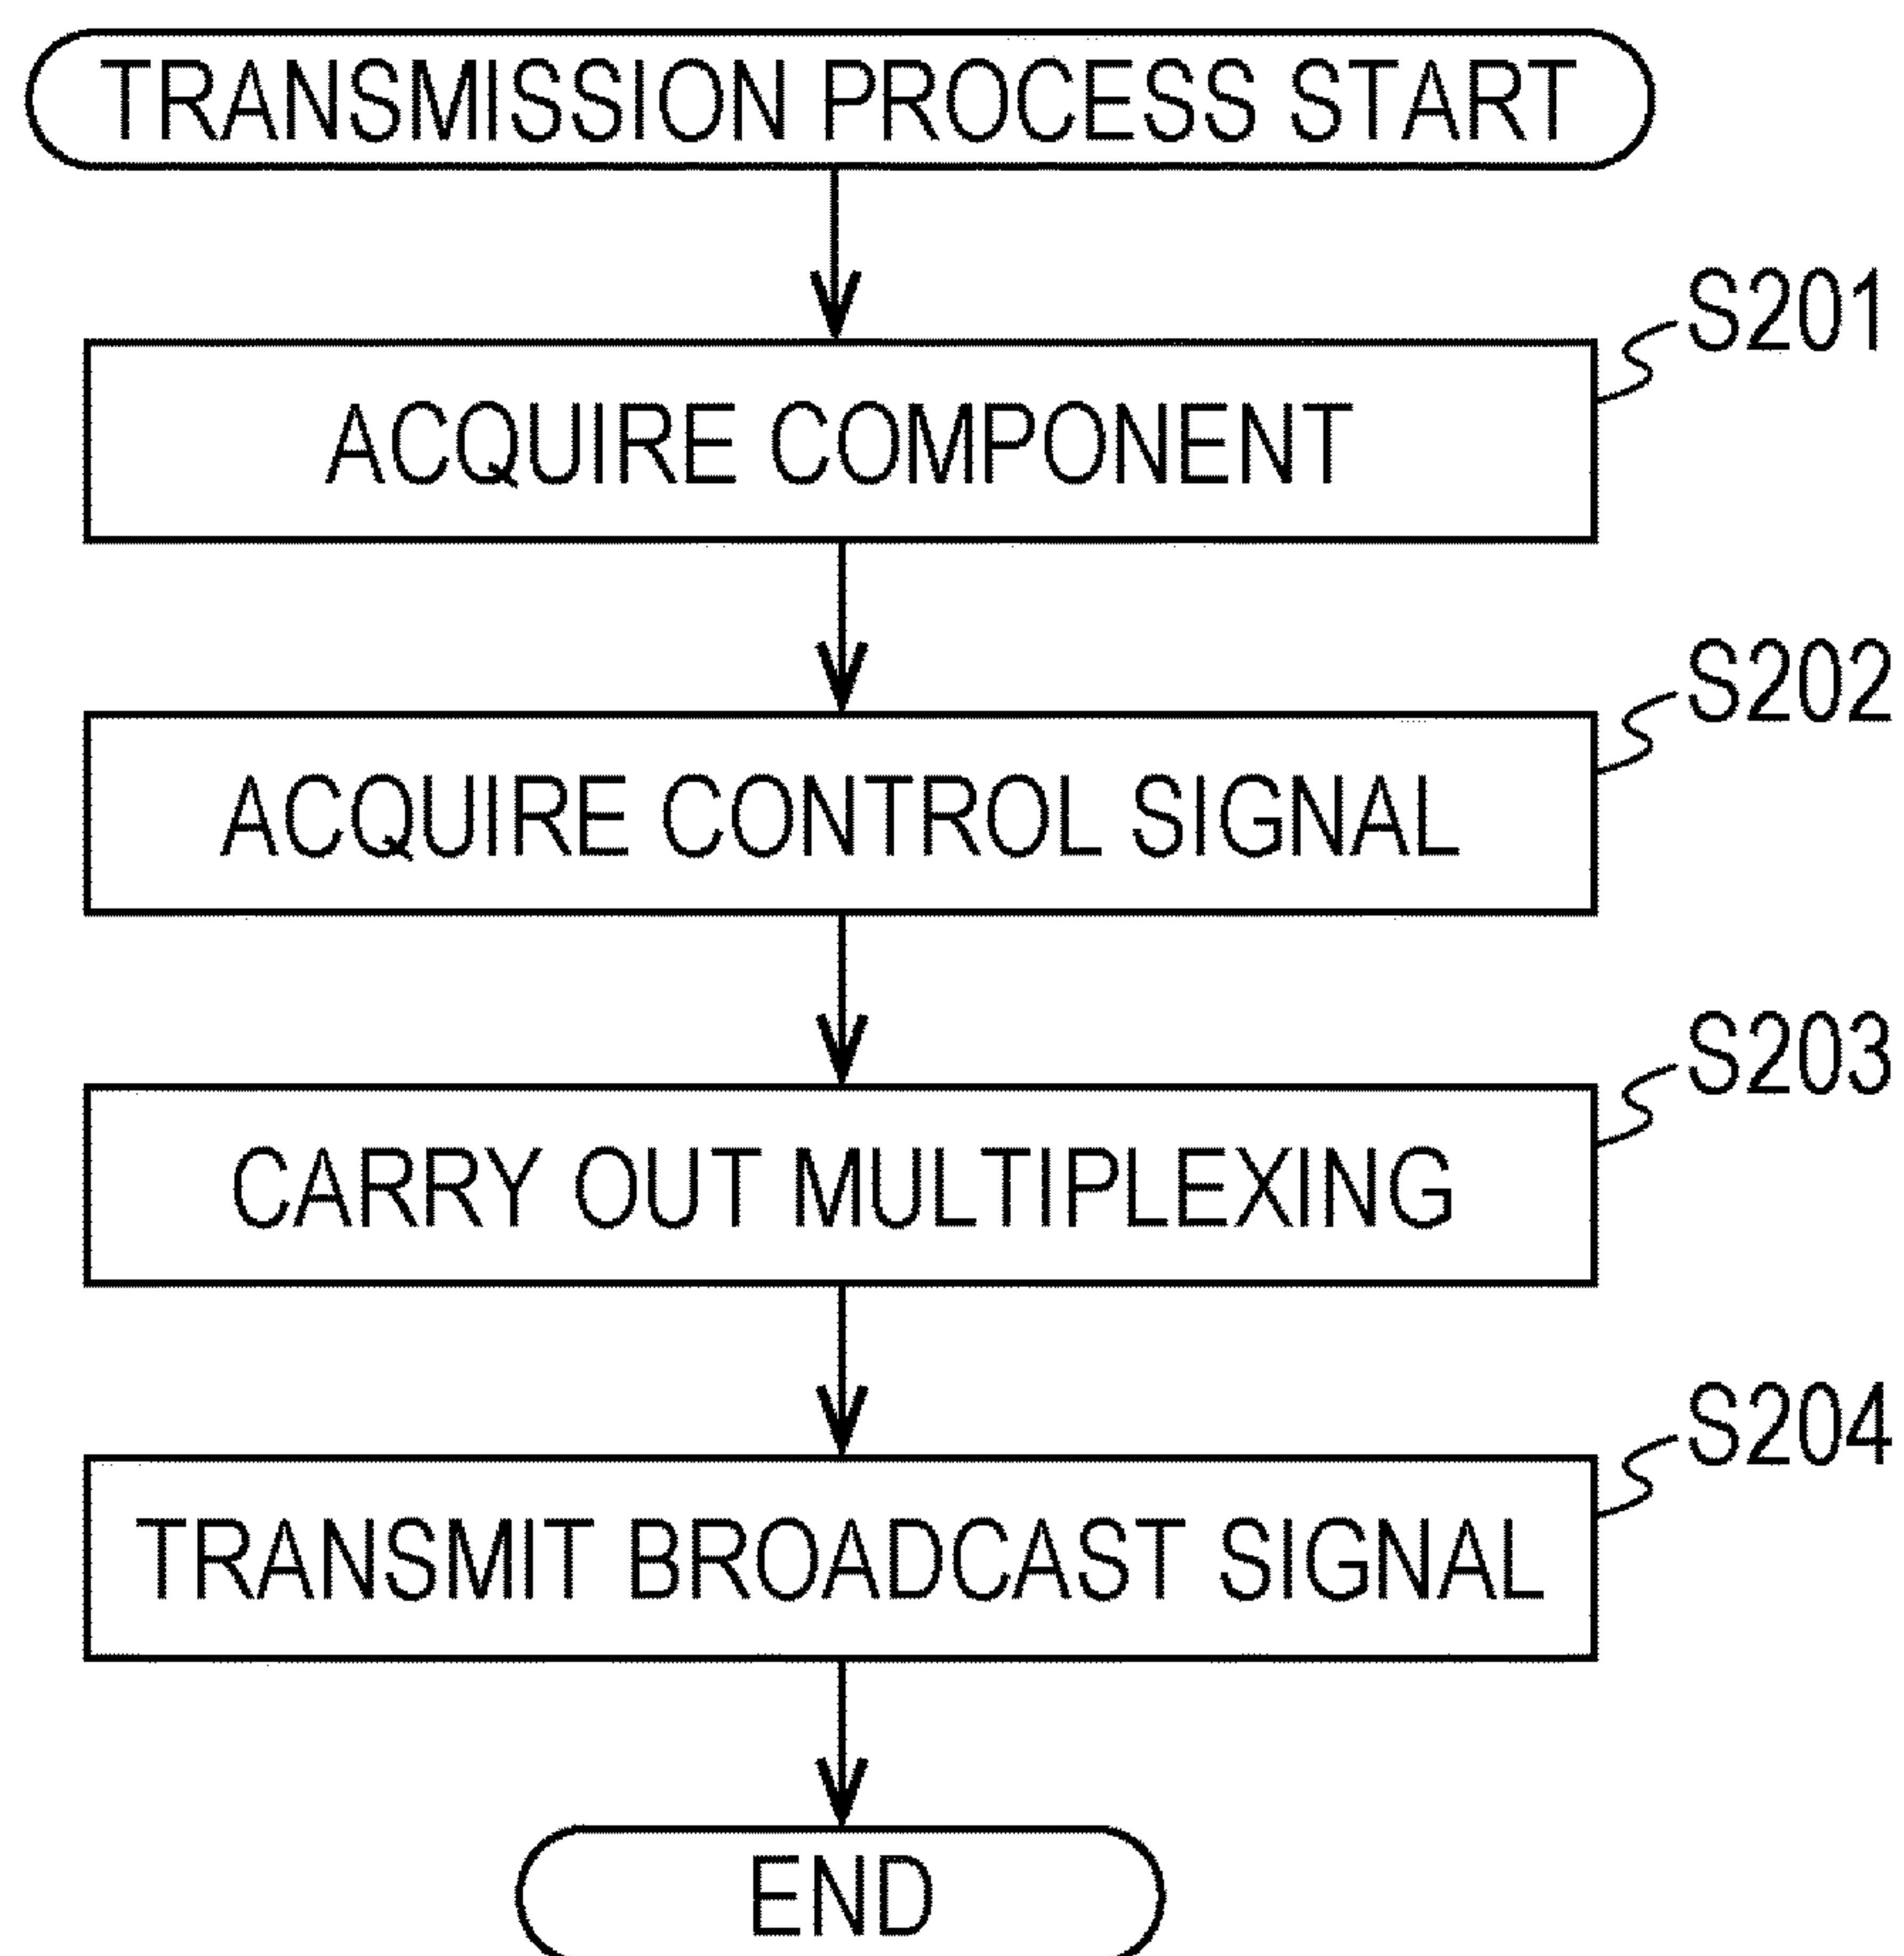 TRANSMISSION PROCESS START
S201
ACQUIRE COMPONENT
S202
ACQUIRE CONTROL SIGNAL
S203
CARRY OUT MULTIPLEXING
S204
TRANSMIT BROADCAST SIGNAL
END